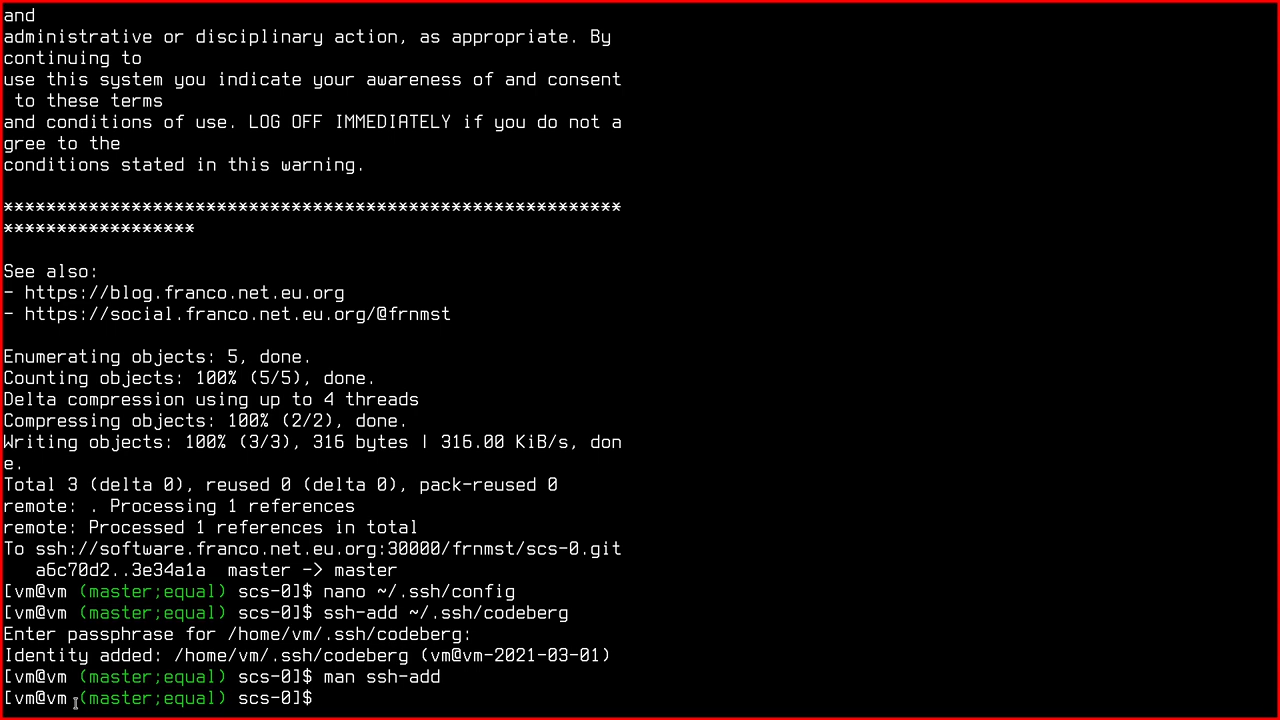 and
administrative or disciplinary action, as appropriate. By
continuing to
use this system you indicate your awareness of and consent
 to these terms
and conditions of use. LOG OFF IMMEDIATELY if you do not a
gree to the
conditions stated in this warning.
**********************************************************
******************
See also:
- https://blog.franco.net.eu.org
- https://social.franco.net.eu.org/@frnmst
Enumerating objects: 5, done.
Counting objects: 100% (5/5), done.
Delta compression using up to 4 threads
Compressing objects: 100% (2/2), done.
Writing objects: 100% (3/3), 316 bytes | 316.00 KiB/s, don
e.
Total 3 (delta 0), reused 0 (delta 0), pack-reused 0
remote: . Processing 1 references
remote: Processed 1 references in total
To ssh://software.franco.net.eu.org:30000/frnmst/scs-0.git
   a6c70d2..3e34a1a  master -> master
[vm@vm (master;equal) scs-0]$ nano ~/.ssh/config
[vm@vm (master;equal) scs-0]$ ssh-add ~/.ssh/codeberg
Enter passphrase for /home/vm/.ssh/codeberg:
Identity added: /home/vm/.ssh/codeberg (vm@vm-2021-03-01)
[vm@vm (master;equal) scs-0]$ man ssh-add
[vm@vm (master;equal) scs-0]$